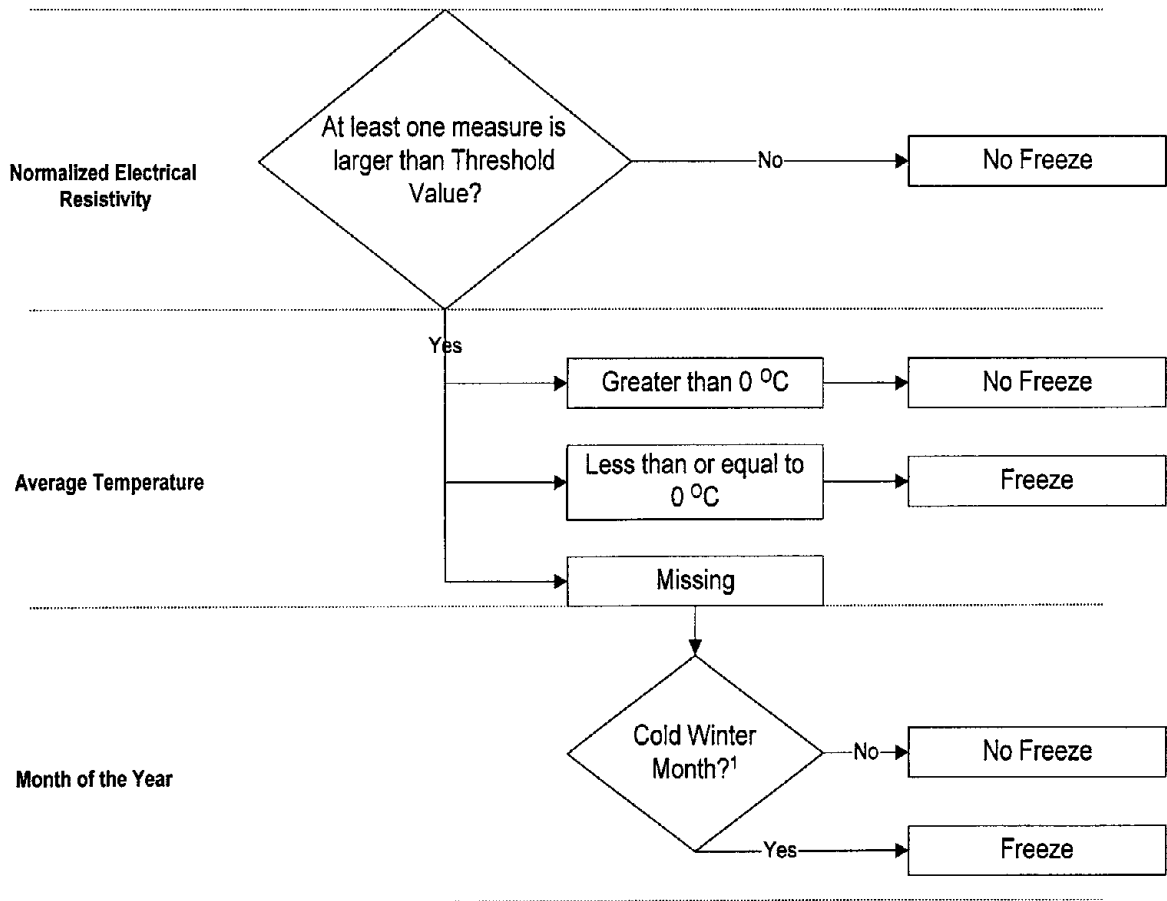 At least one measure is
larger than Threshold
Value?
No
No Freeze
Normalized Electrical
Resistivity
Yes
Greater than 0 ⁰C
No Freeze
Average Temperature
Less than or equal to
0 ⁰C
Freeze
Missing
Cold Winter
Month?¹
No
No Freeze
Month of the Year
Yes
Freeze